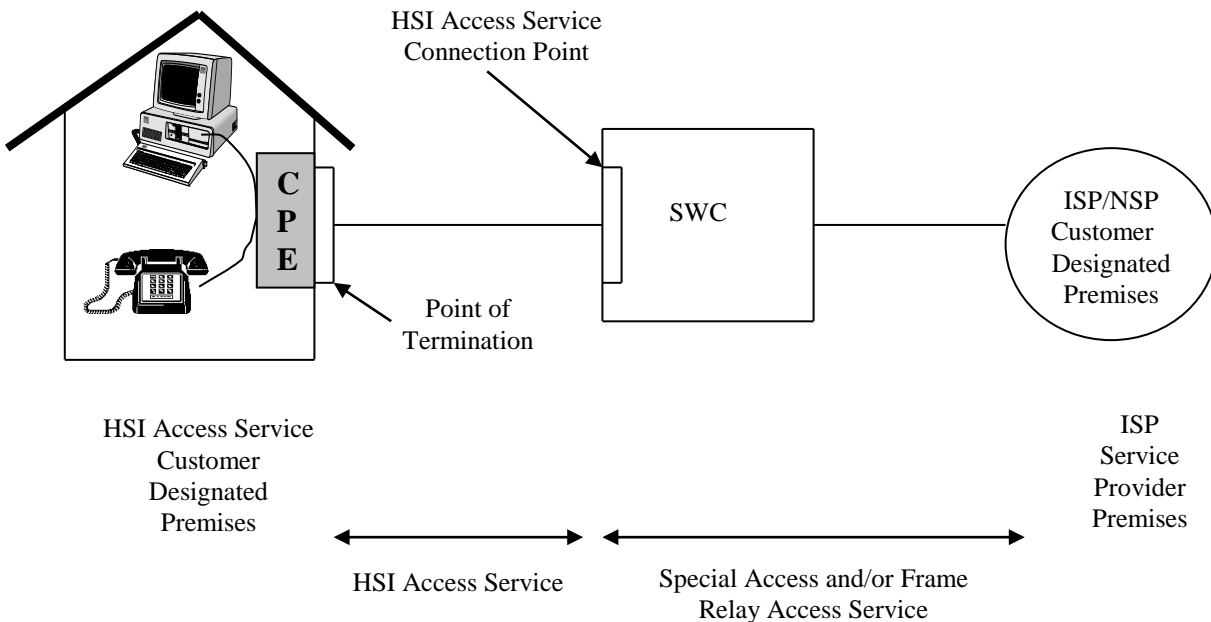 HSI Access Service
Connection Point
C
P
E
SWC
ISP/NSP
Customer
Designated
Premises
Point of
Termination
HSI Access Service
Customer
Designated
Premises
ISP
Service
Provider
Premises
HSI Access Service
Special Access and/or Frame
Relay Access Service